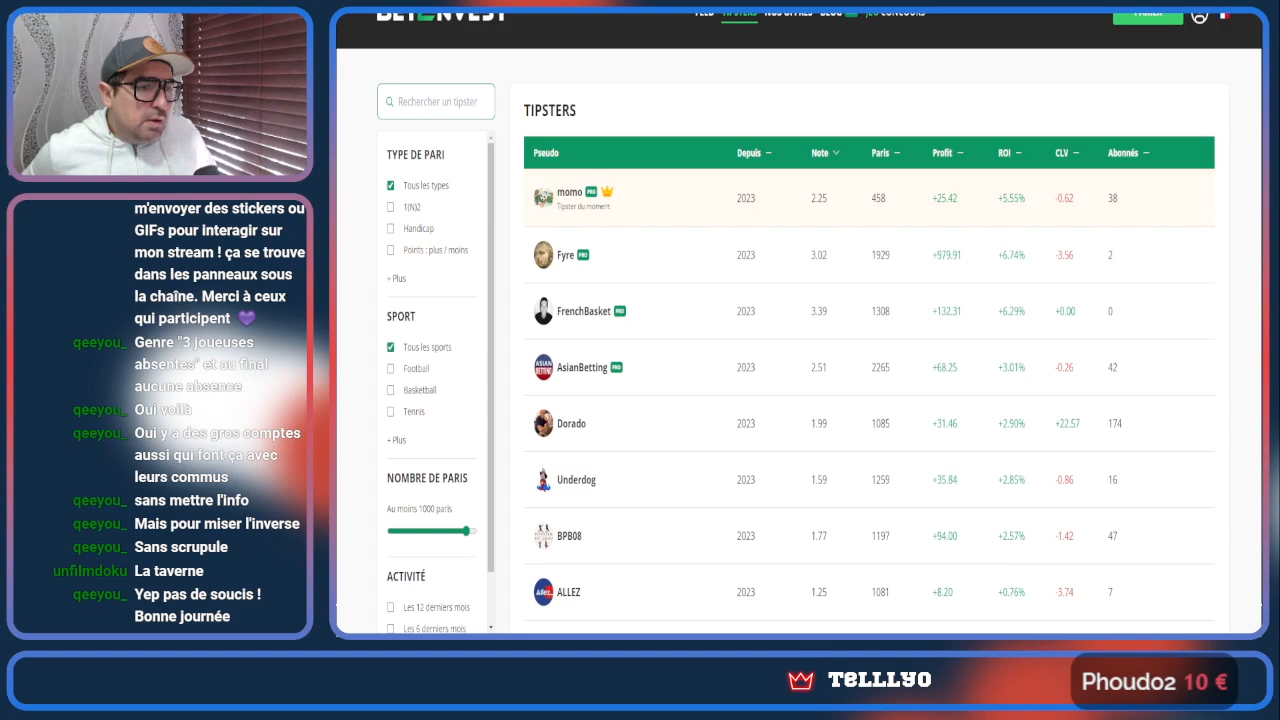 TIPSTERS
NOS OFFRES
BLOG
JEU CONCOURS
Rechercher un tipster
TYPE DE PARI
Tous les types
1(N)2
Handicap
Points : plus / moins
+ Plus
SPORT
Tous les sports
Football
Basketball
Tennis
+ Plus
NOMBRE DE PARIS
Au moins 1000 paris
ACTIVITÉ
Les 12 derniers mois
Les 6 derniers mois
TIPSTERS
Pseudo Depuis Note Paris Profit ROI CLV Abonnés
momo PRO 2023 2.25 458 +25.42 +5.55% -0.62 38
Tipster du moment
Fyre PRO 2023 3.02 1929 +979.91 +6.74% -3.56 2
FrenchBasket PRO 2023 3.39 1308 +132.31 +6.29% +0.00 0
AsianBetting PRO 2023 2.51 2265 +68.25 +3.01% -0.26 42
Dorado 2023 1.99 1085 +31.46 +2.90% +22.57 174
Underdog 2023 1.59 1259 +35.84 +2.85% -0.86 16
BPB08 2023 1.77 1197 +94.00 +2.57% -1.42 47
ALLEZ 2023 1.25 1081 +8.20 +0.76% -3.74 7
m'envoyer des stickers ou
GIFs pour interagir sur
mon stream ! ça se trouve
dans les panneaux sous
la chaîne. Merci à ceux
qui participent
qeeyou_ Genre "3 joueuses
absentes" et au final
aucune absence
qeeyou_ Oui voilà
qeeyou_ Oui y a des gros comptes
aussi qui font ça avec
leurs commus
qeeyou_ sans mettre l'info
qeeyou_ Mais pour miser l'inverse
qeeyou_ Sans scrupule
unfilmdoku La taverne
qeeyou_ Yep pas de soucis !
Bonne journée
TELLLYO
Phoudo2 10 €